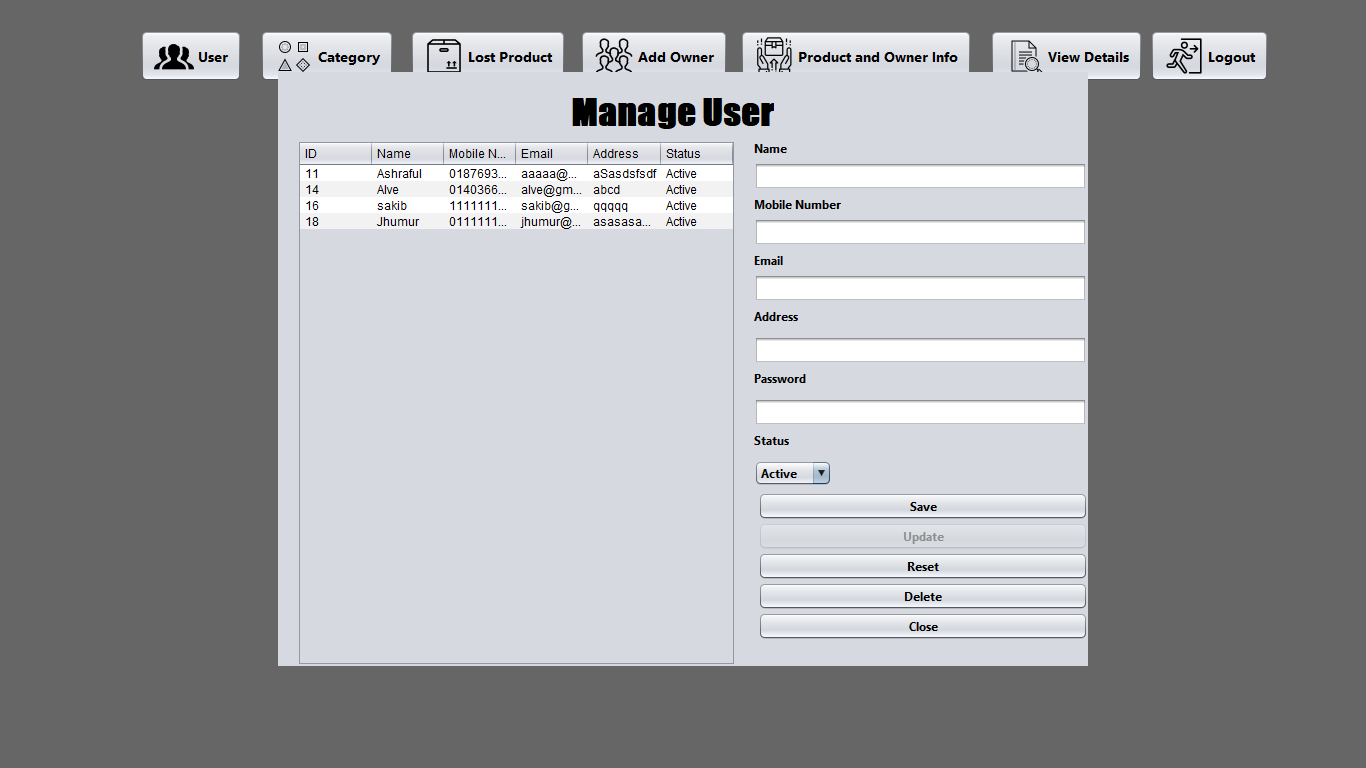 User Category Lost Product Add Owner Product and Owner Info View Details Logout
Manage User
ID Name Mobile N... Email Address Status
11 Ashraful 0187693... aaaaa@... aSasdsfsdf Active
14 Alve 0140366... alve@gm... abcd Active
16 sakib 1111111... sakib@g... qqqqq Active
18 Jhumur 0111111... jhumur@... asasasa... Active
Name
Mobile Number
Email
Address
Password
Status
Active
Save
Update
Reset
Delete
Close